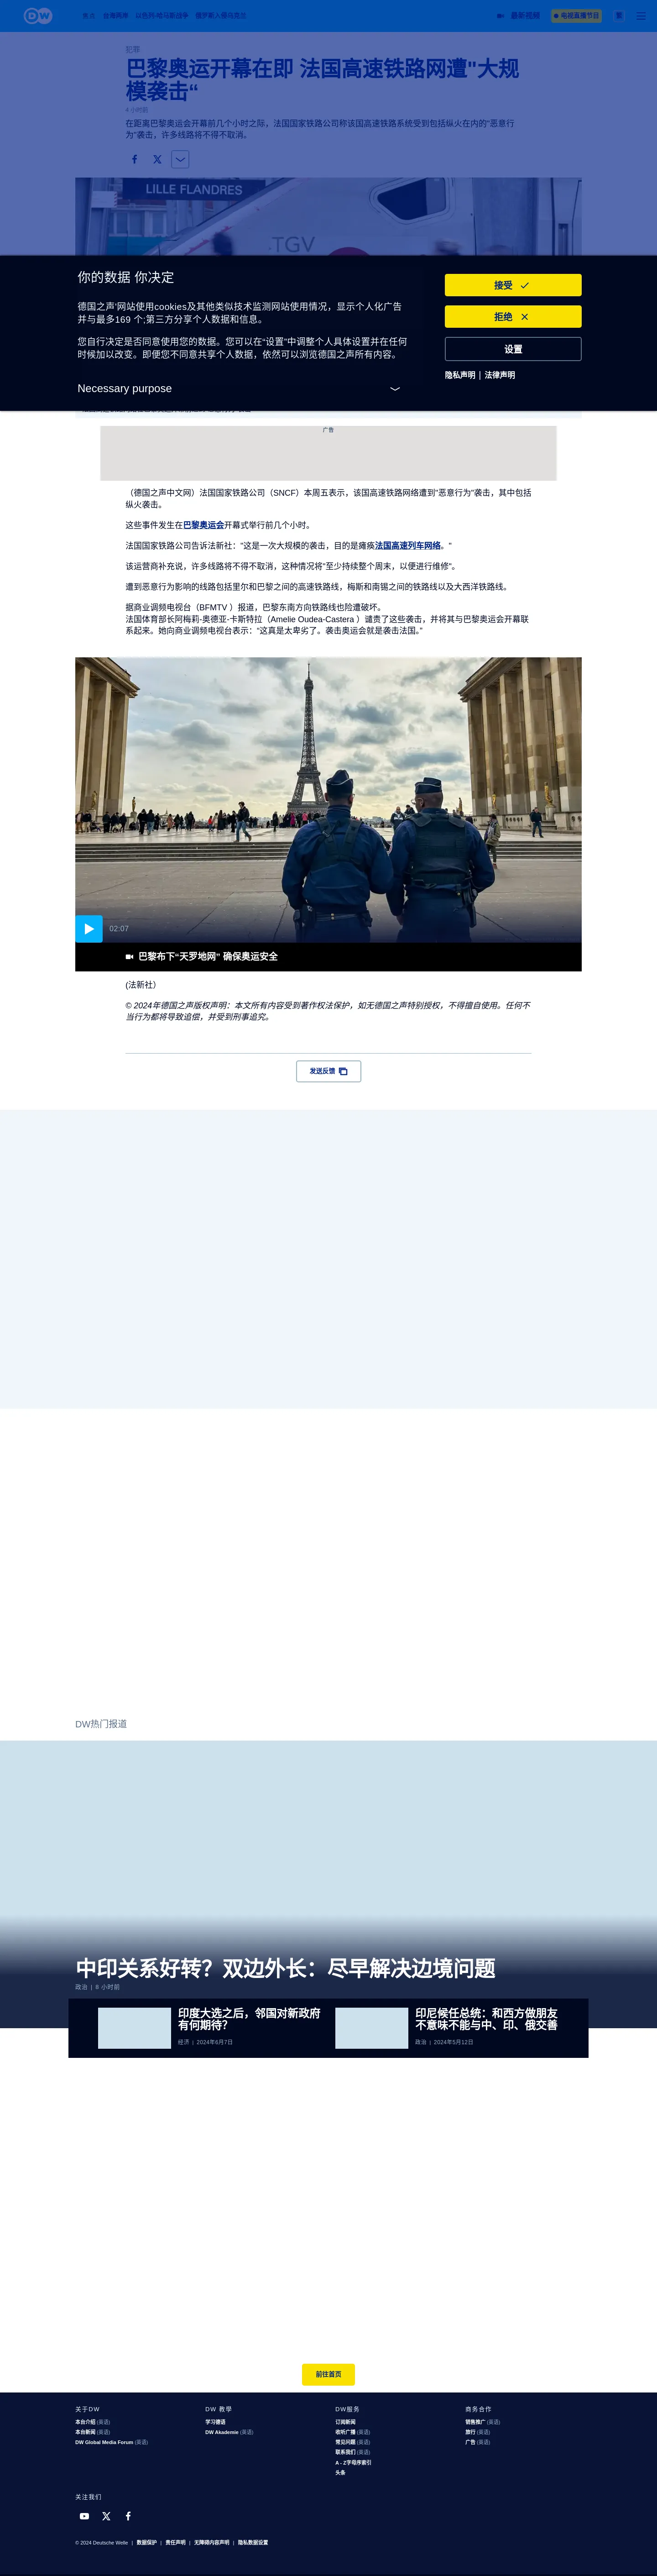 DW
焦点 台海两岸 以色列-哈马斯战争 俄罗斯入侵乌克兰 最新视频 电视直播节目 繁
犯罪
巴黎奥运开幕在即 法国高速铁路网遭"大规
模袭击“
4 小时前
在距离巴黎奥运会开幕前几个小时之际，法国国家铁路公司称该国高速铁路系统受到包括纵火在内的"恶意行
为"袭击，许多线路将不得不取消。
LILLE FLANDRES
TGV
你的数据 你决定
德国之声’网站使用cookies及其他类似技术监测网站使用情况，显示个人化广告
并与最多169 个;第三方分享个人数据和信息。
您自行决定是否同意使用您的数据。您可以在“设置”中调整个人具体设置并在任何
时候加以改变。即便您不同意共享个人数据，依然可以浏览德国之声所有内容。
Necessary purpose
接受
拒绝
设置
隐私声明 | 法律声明
广告
（德国之声中文网）法国国家铁路公司（SNCF）本周五表示，该国高速铁路网络遭到"恶意行为"袭击，其中包括
纵火袭击。
这些事件发生在巴黎奥运会开幕式举行前几个小时。
法国国家铁路公司告诉法新社："这是一次大规模的袭击，目的是瘫痪法国高速列车网络。"
该运营商补充说，许多线路将不得不取消，这种情况将"至少持续整个周末，以便进行维修"。
遭到恶意行为影响的线路包括里尔和巴黎之间的高速铁路线，梅斯和南锡之间的铁路线以及大西洋铁路线。
据商业调频电视台（BFMTV ）报道，巴黎东南方向铁路线也险遭破坏。
法国体育部长阿梅莉-奥德亚-卡斯特拉（Amelie Oudea-Castera ）谴责了这些袭击，并将其与巴黎奥运会开幕联
系起来。她向商业调频电视台表示：“这真是太卑劣了。袭击奥运会就是袭击法国。”
02:07
巴黎布下“天罗地网” 确保奥运安全
(法新社）
© 2024年德国之声版权声明：本文所有内容受到著作权法保护，如无德国之声特别授权，不得擅自使用。任何不
当行为都将导致追偿，并受到刑事追究。
发送反馈
DW热门报道
中印关系好转？双边外长：尽早解决边境问题
政治 | 8 小时前
印度大选之后，邻国对新政府
有何期待？
经济 | 2024年6月7日
印尼候任总统：和西方做朋友
不意味不能与中、印、俄交善
政治 | 2024年5月12日
前往首页
关于DW
本台介绍 (英语)
本台新闻 (英语)
DW Global Media Forum (英语)
DW 教學
学习德语
DW Akademie (英语)
DW服务
订阅新闻
收听广播 (英语)
常见问题 (英语)
联系我们 (英语)
A - Z字母序索引
头条
商务合作
销售推广 (英语)
旅行 (英语)
广告 (英语)
关注我们
© 2024 Deutsche Welle | 数据保护 | 责任声明 | 无障碍内容声明 | 隐私数据设置